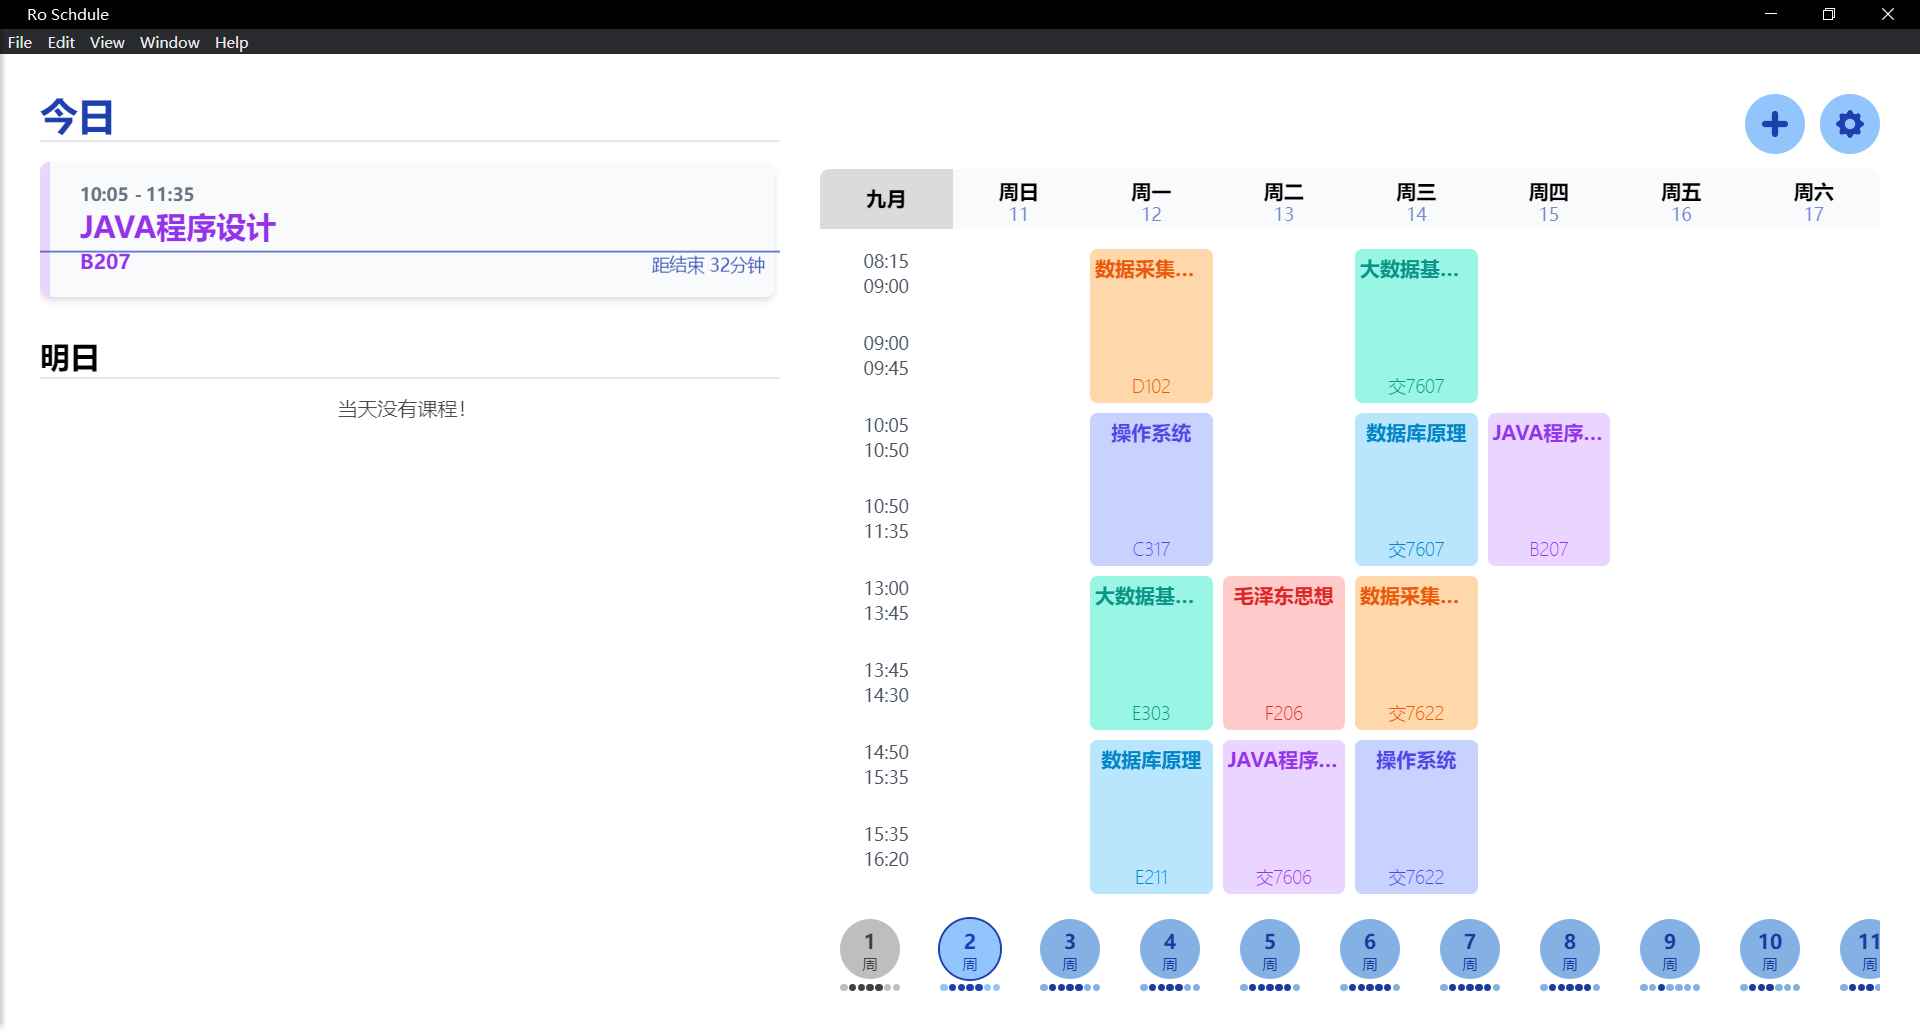 Ro Schdule
File Edit View Window Help
今日
10:05 - 11:35
JAVA程序设计
B207
距结束 32分钟
明日
当天没有课程！
九月 周日 周一 周二 周三 周四 周五 周六
11 12 13 14 15 16 17
08:15
09:00
数据采集...
D102
大数据基...
交7607
09:00
09:45
10:05
10:50
操作系统
C317
数据库原理
交7607
JAVA程序...
B207
10:50
11:35
13:00
13:45
大数据基...
E303
毛泽东思想
F206
数据采集...
交7622
13:45
14:30
14:50
15:35
数据库原理
E211
JAVA程序...
交7606
操作系统
交7622
15:35
16:20
1 2 3 4 5 6 7 8 9 10 11
周 周 周 周 周 周 周 周 周 周 周